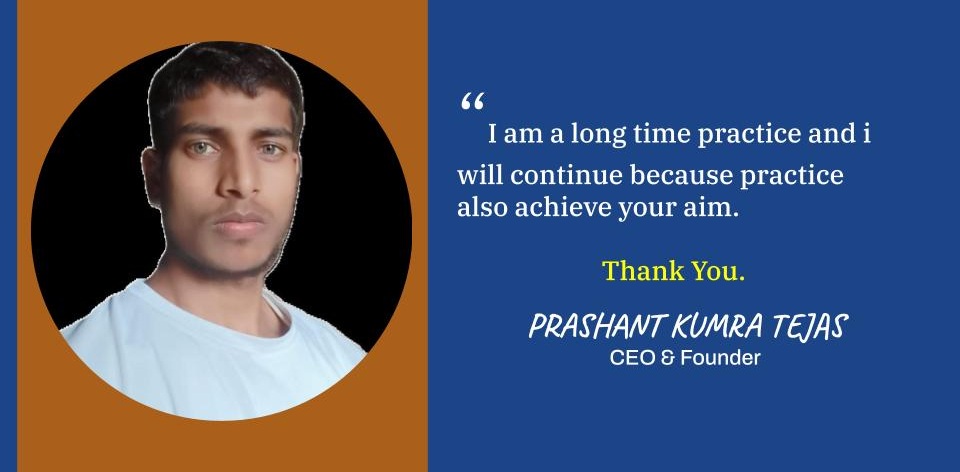 “
I am a long time practice and i
will continue because practice
also achieve your aim.
Thank You.
PRASHANT KUMRA TEJAS
CEO & Founder